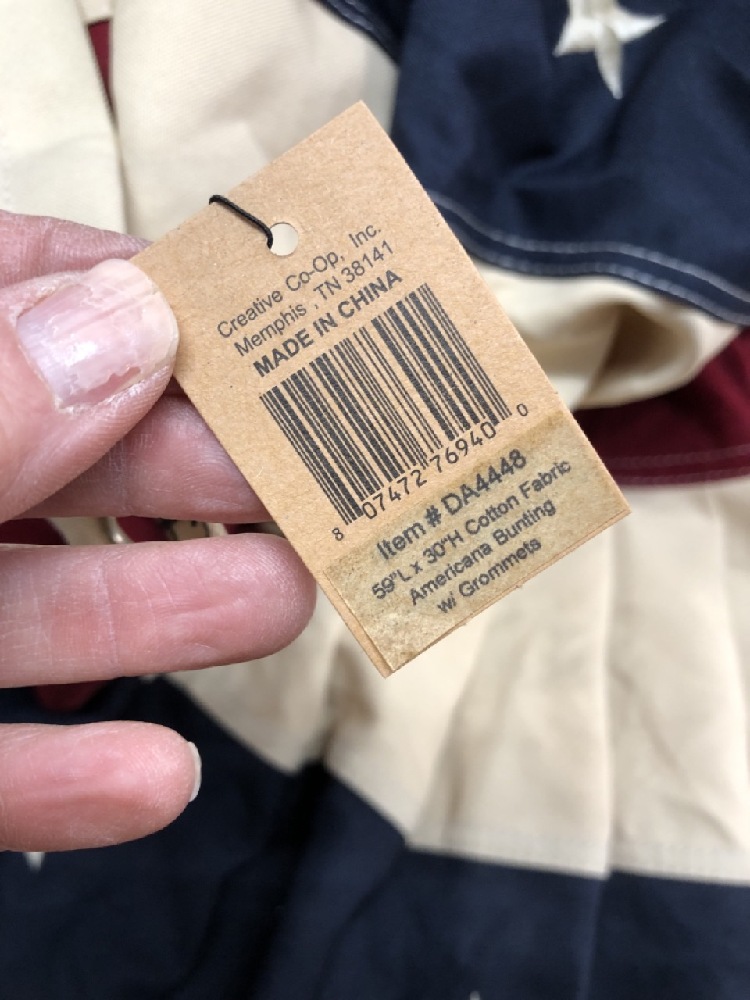 Creative Co-Op, Inc.
Memphis , TN 38141
MADE IN CHINA
8 07472 76940 0
Item # DA4448
59"L x 30"H Cotton Fabric
Americana Bunting
w/ Grommets